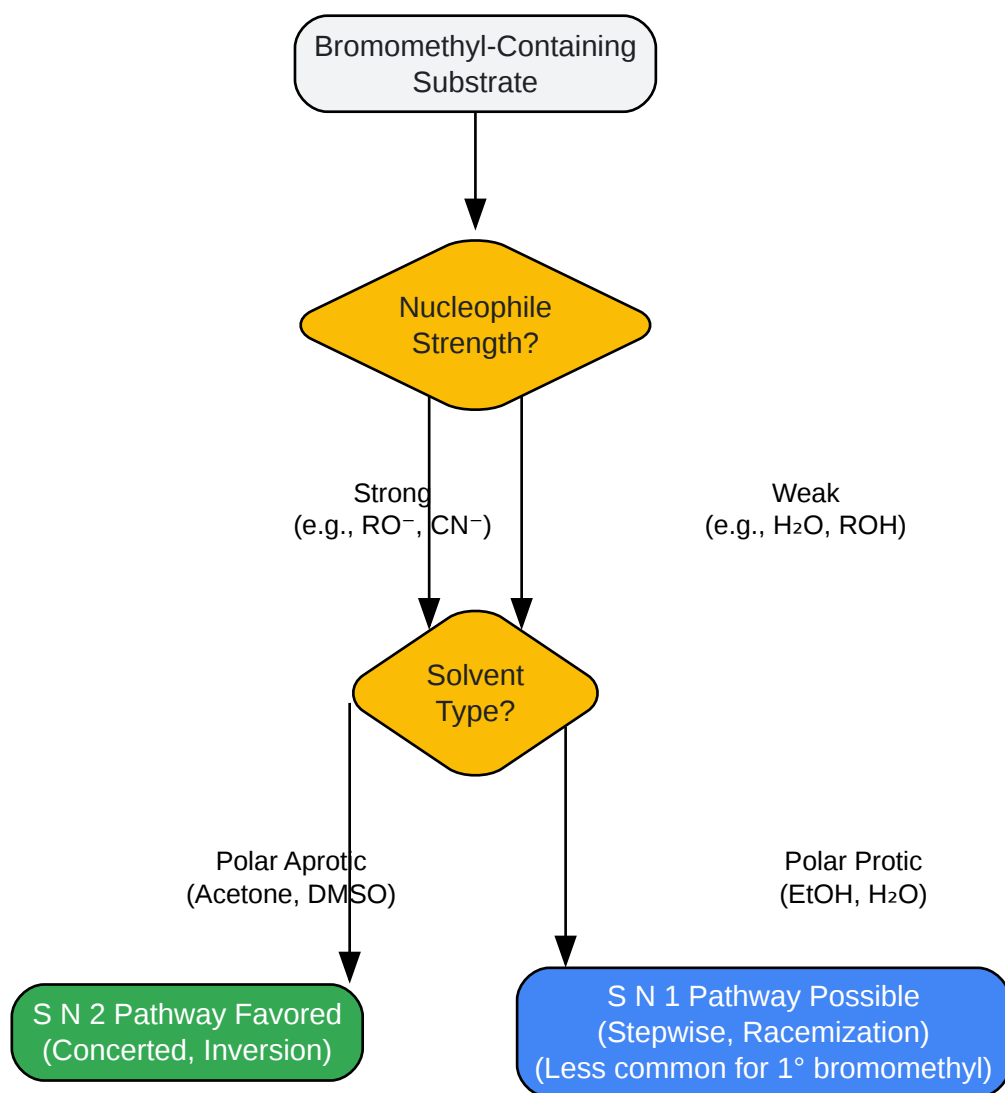 Bromomethyl-Containing
Substrate
Nucleophile
Strength?
Strong
(e.g., RO⁻, CN⁻)
Weak
(e.g., H₂O, ROH)
Solvent
Type?
Polar Aprotic
(Acetone, DMSO)
Polar Protic
(EtOH, H₂O)
S N 2 Pathway Favored
(Concerted, Inversion)
S N 1 Pathway Possible
(Stepwise, Racemization)
(Less common for 1° bromomethyl)